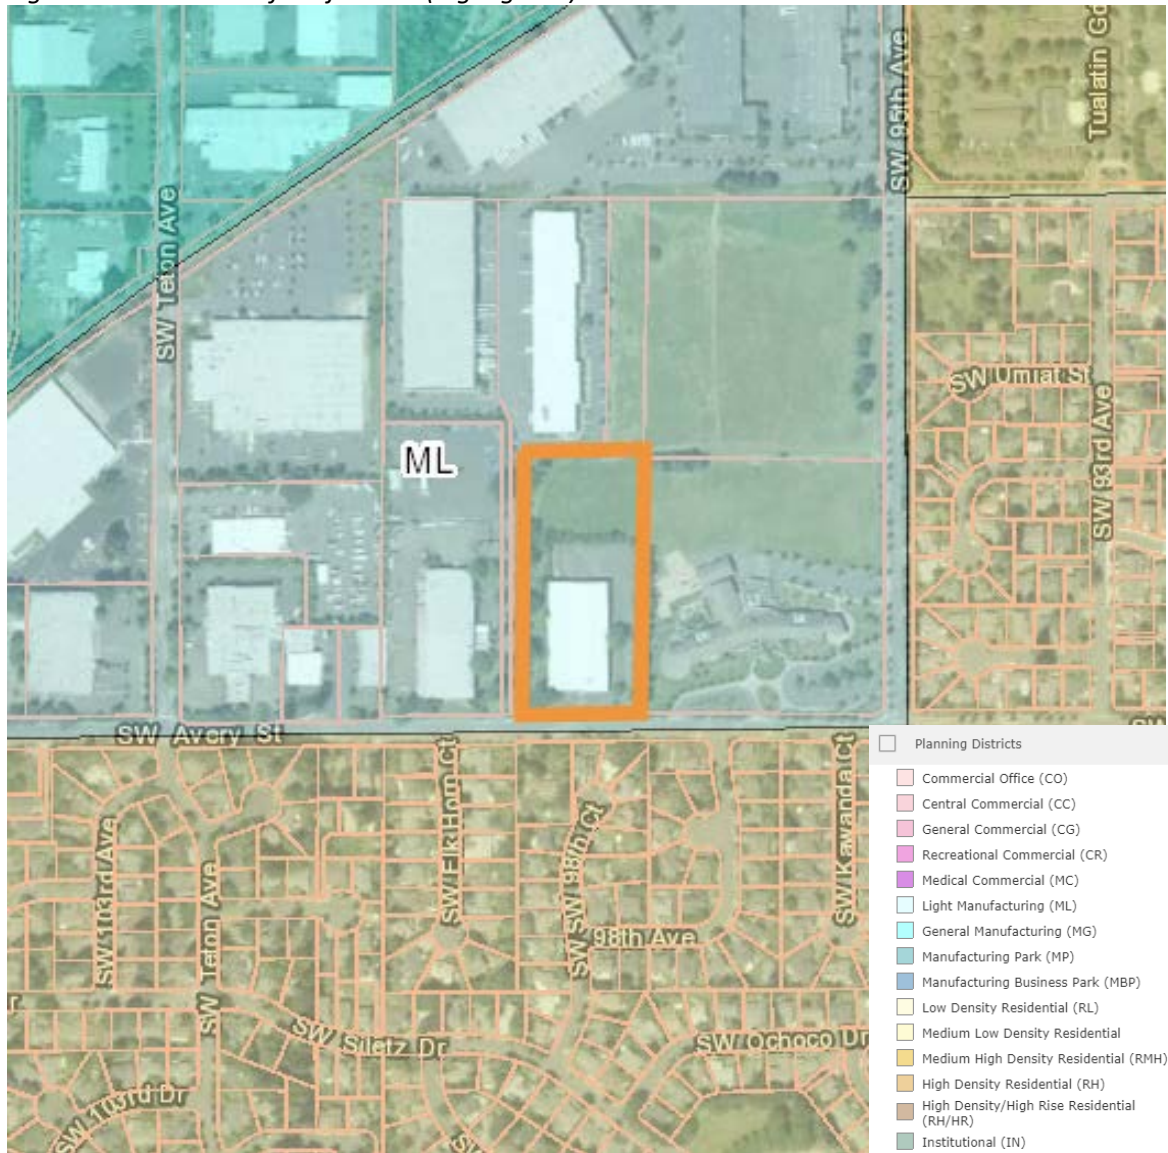 SW 95th Ave
Tualatin
SW Teton Ave
SW Umiat St
ML
SW 93rd Ave
SW Avery St
Planning Districts
Commercial Office (CO)
Central Commercial (CC)
General Commercial (CG)
Recreational Commercial (CR)
Medical Commercial (MC)
Light Manufacturing (ML)
General Manufacturing (MG)
Manufacturing Park (MP)
Manufacturing Business Park (MBP)
Low Density Residential (RL)
Medium Low Density Residential
Medium High Density Residential (RMH)
High Density Residential (RH)
High Density/High Rise Residential
(RH/HR)
Institutional (IN)
SW 103rd Ave
SW Teton Ave
SW Elk Horn Ct
SW SW 98th Ct
98th Ave
SW Kawanda Ct
SW Siletz Dr
SW Ochoco Dr
SW 103rd Dr
SW